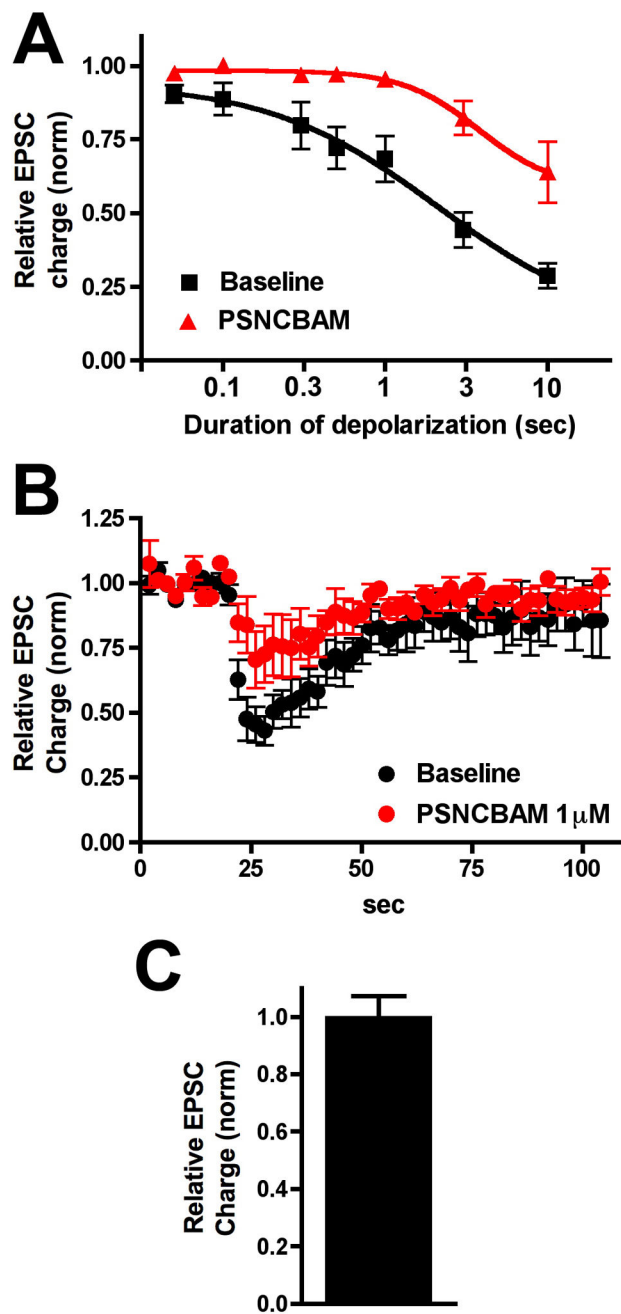 A
Relative EPSC
charge (norm)
1.00
0.75
0.50
0.25
0.00
Baseline
PSNCBAM
0.1
0.3
1
3
10
Duration of depolarization (sec)
B
Relative EPSC
Charge (norm)
1.25
1.00
0.75
0.50
0.25
0.00
Baseline
PSNCBAM 1μM
0
25
50
75
100
sec
C
Relative EPSC
Charge (norm)
1.0
0.8
0.6
0.4
0.2
0.0